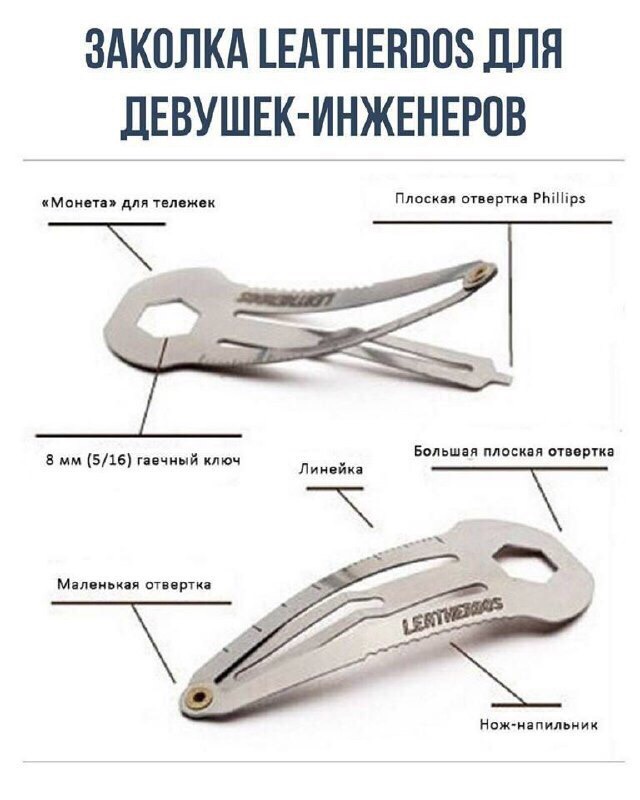 ЗАКОЛКА LEATHERDOS ДЛЯ
ДЕВУШЕК-ИНЖЕНЕРОВ
«Монета» для тележек
Плоская отвертка Phillips
LEATHERDOS
8 мм (5/16) гаечный ключ
Большая плоская отвертка
Линейка
Маленькая отвертка
LEATHERDOS
Нож-напильник